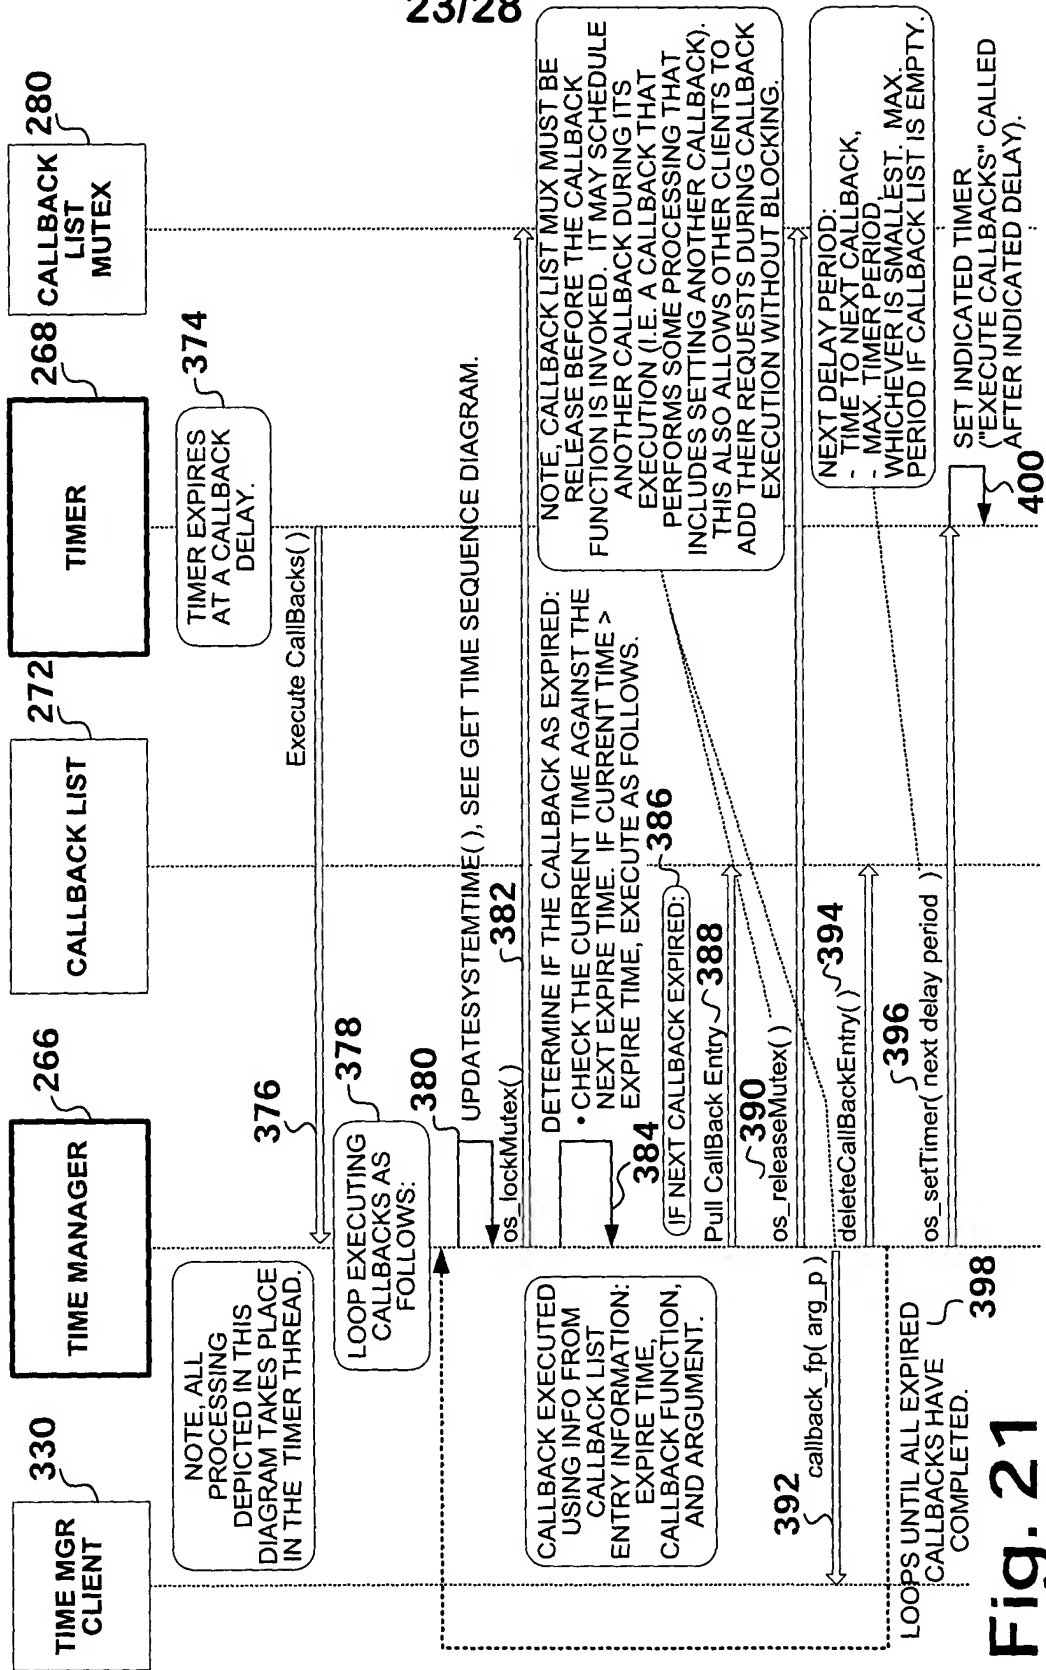 23/28
TIME MGR
CLIENT
330
TIME MANAGER
266
CALLBACK LIST
272
TIMER
268
CALLBACK
LIST
MUTEX
280
NOTE, ALL
PROCESSING
DEPICTED IN THIS
DIAGRAM TAKES PLACE
IN THE TIMER THREAD.
TIMER EXPIRES
AT A CALLBACK
DELAY.
374
376
Execute CallBacks( )
LOOP EXECUTING
CALLBACKS AS
FOLLOWS:
378
380
UPDATESYSTEMTIME( ), SEE GET TIME SEQUENCE DIAGRAM.
os_lockMutex()
382
DETERMINE IF THE CALLBACK AS EXPIRED:
• CHECK THE CURRENT TIME AGAINST THE
NEXT EXPIRE TIME. IF CURRENT TIME >
EXPIRE TIME, EXECUTE AS FOLLOWS.
384
NOTE, CALLBACK LIST MUX MUST BE
RELEASE BEFORE THE CALLBACK
FUNCTION IS INVOKED. IT MAY SCHEDULE
ANOTHER CALLBACK DURING ITS
EXECUTION (I.E. A CALLBACK THAT
PERFORMS SOME PROCESSING THAT
INCLUDES SETTING ANOTHER CALLBACK).
THIS ALSO ALLOWS OTHER CLIENTS TO
ADD THEIR REQUESTS DURING CALLBACK
EXECUTION WITHOUT BLOCKING.
CALLBACK EXECUTED
USING INFO FROM
CALLBACK LIST
ENTRY INFORMATION:
EXPIRE TIME,
CALLBACK FUNCTION,
AND ARGUMENT.
IF NEXT CALLBACK EXPIRED:
386
Pull CallBack Entry
388
390
os_releaseMutex( )
392
callback_fp( arg_p )
deleteCallBackEntry( )
394
NEXT DELAY PERIOD:
- TIME TO NEXT CALLBACK,
- MAX. TIMER PERIOD,
WHICHEVER IS SMALLEST. MAX.
PERIOD IF CALLBACK LIST IS EMPTY.
LOOPS UNTIL ALL EXPIRED
CALLBACKS HAVE
COMPLETED.
398
396
os_setTimer( next delay period )
SET INDICATED TIMER
("EXECUTE CALLBACKS" CALLED
AFTER INDICATED DELAY).
400
Fig. 21